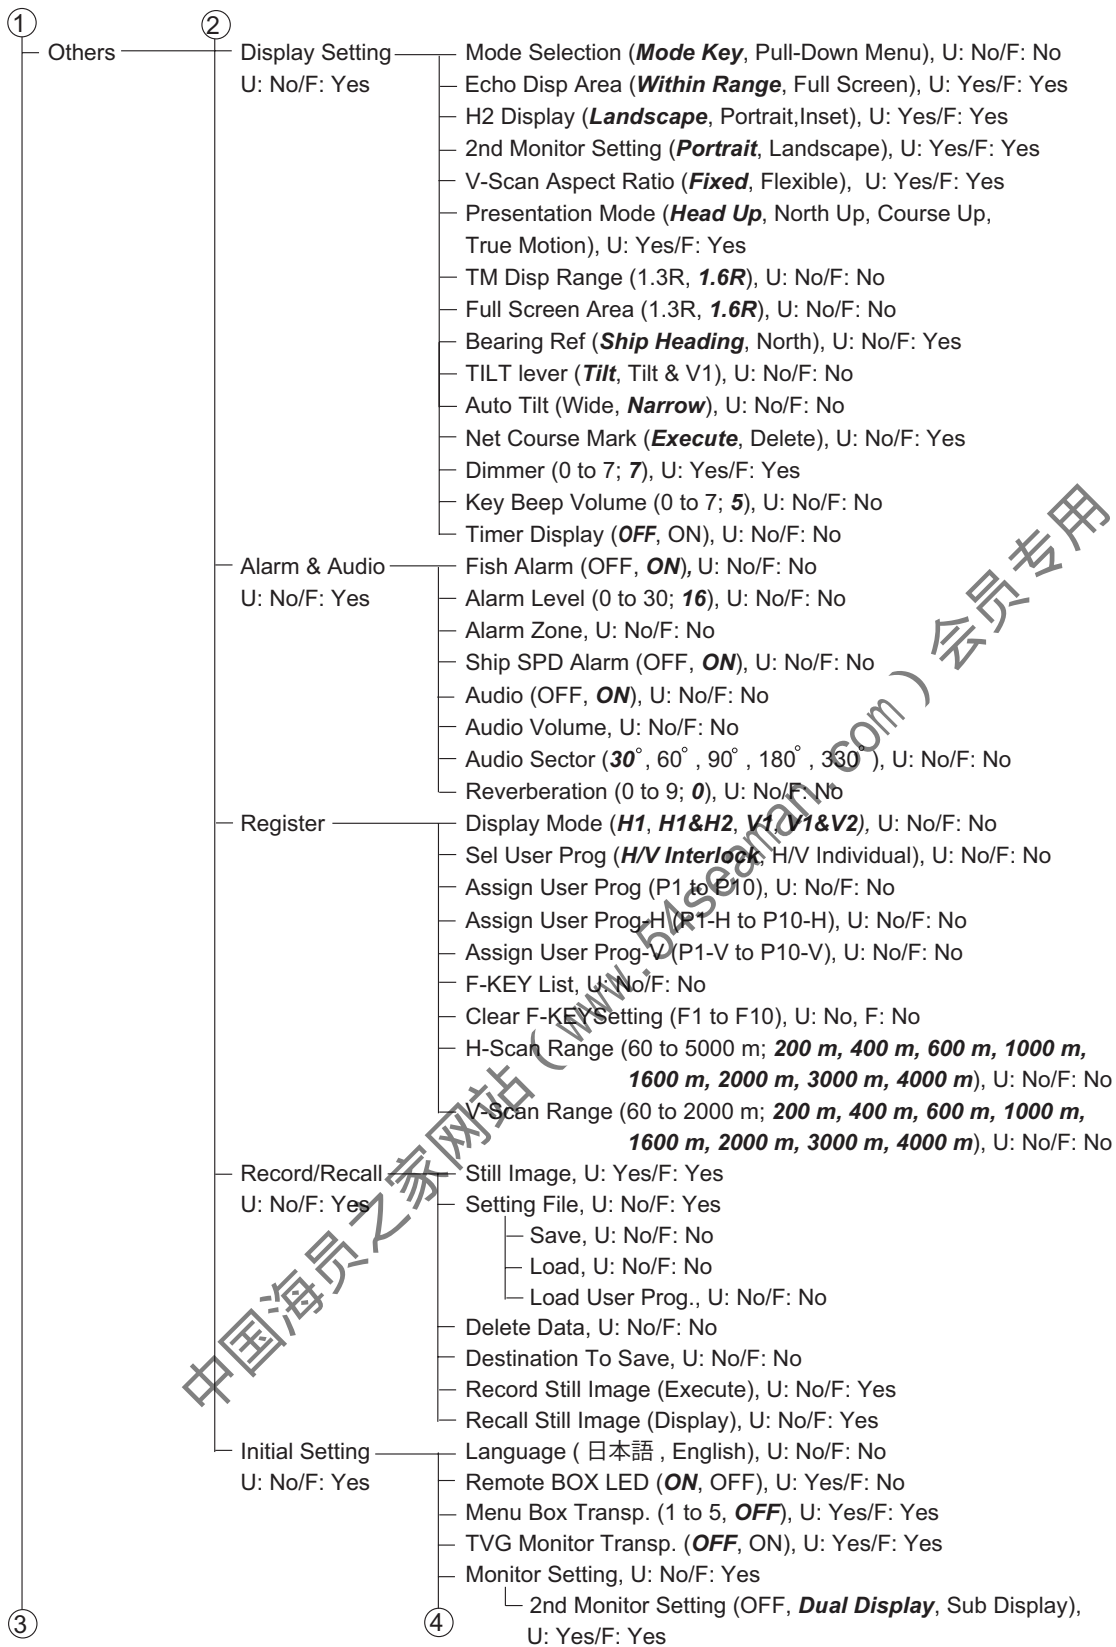 ① ②
Others Display Setting Mode Selection (Mode Key, Pull-Down Menu), U: No/F: No
U: No/F: Yes Echo Disp Area (Within Range, Full Screen), U: Yes/F: Yes
H2 Display (Landscape, Portrait,Inset), U: Yes/F: Yes
2nd Monitor Setting (Portrait, Landscape), U: Yes/F: Yes
V-Scan Aspect Ratio (Fixed, Flexible), U: Yes/F: Yes
Presentation Mode (Head Up, North Up, Course Up,
True Motion), U: Yes/F: Yes
TM Disp Range (1.3R, 1.6R), U: No/F: No
Full Screen Area (1.3R, 1.6R), U: No/F: No
Bearing Ref (Ship Heading, North), U: No/F: Yes
TILT lever (Tilt, Tilt & V1), U: No/F: No
Auto Tilt (Wide, Narrow), U: No/F: No
Net Course Mark (Execute, Delete), U: No/F: Yes
Dimmer (0 to 7; 7), U: Yes/F: Yes
Key Beep Volume (0 to 7; 5), U: No/F: No
Timer Display (OFF, ON), U: No/F: No
Alarm & Audio Fish Alarm (OFF, ON), U: No/F: No
U: No/F: Yes Alarm Level (0 to 30; 16), U: No/F: No
Alarm Zone, U: No/F: No
Ship SPD Alarm (OFF, ON), U: No/F: No
Audio (OFF, ON), U: No/F: No
Audio Volume, U: No/F: No
Audio Sector (30°, 60°, 90°, 180°, 330°), U: No/F: No
Reverberation (0 to 9; 0), U: No/F: No
Register Display Mode (H1, H1&H2, V1, V1&V2), U: No/F: No
Sel User Prog (H/V Interlock, H/V Individual), U: No/F: No
Assign User Prog (P1 to P10), U: No/F: No
Assign User Prog-H (P1-H to P10-H), U: No/F: No
Assign User Prog-V (P1-V to P10-V), U: No/F: No
F-KEY List, U: No/F: No
Clear F-KEYSetting (F1 to F10), U: No, F: No
H-Scan Range (60 to 5000 m; 200 m, 400 m, 600 m, 1000 m,
1600 m, 2000 m, 3000 m, 4000 m), U: No/F: No
V-Scan Range (60 to 2000 m; 200 m, 400 m, 600 m, 1000 m,
1600 m, 2000 m, 3000 m, 4000 m), U: No/F: No
Record/Recall Still Image, U: Yes/F: Yes
U: No/F: Yes Setting File, U: No/F: Yes
Save, U: No/F: No
Load, U: No/F: No
Load User Prog., U: No/F: No
Delete Data, U: No/F: No
Destination To Save, U: No/F: No
Record Still Image (Execute), U: No/F: Yes
Recall Still Image (Display), U: No/F: Yes
Initial Setting Language ( 日本語 , English), U: No/F: No
U: No/F: Yes Remote BOX LED (ON, OFF), U: Yes/F: No
Menu Box Transp. (1 to 5, OFF), U: Yes/F: Yes
TVG Monitor Transp. (OFF, ON), U: Yes/F: Yes
Monitor Setting, U: No/F: Yes
2nd Monitor Setting (OFF, Dual Display, Sub Display),
U: Yes/F: Yes
③ ④
中国海员之家网站（www.54seaman.com）会员专用